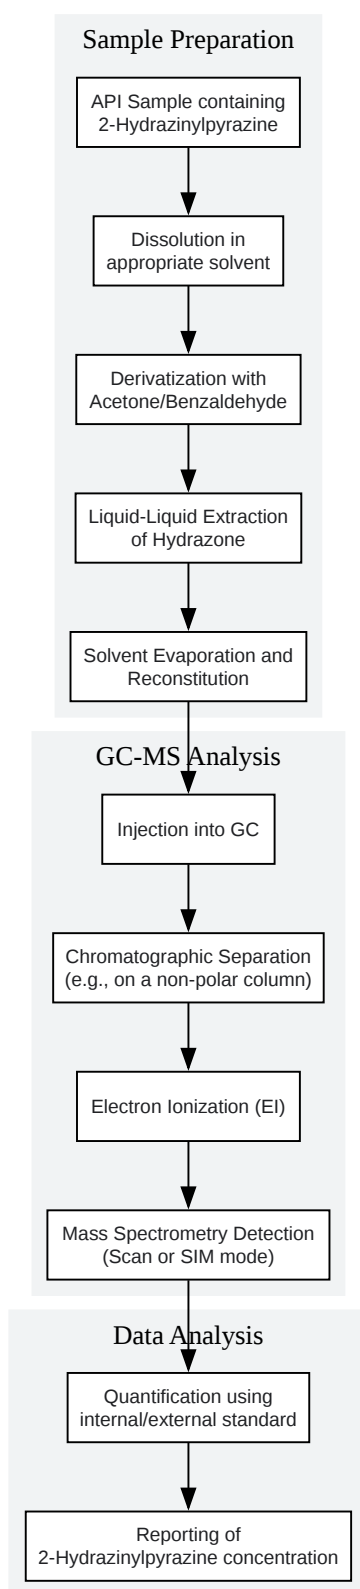 Sample Preparation
API Sample containing
2-Hydrazinylpyrazine
Dissolution in
appropriate solvent
Derivatization with
Acetone/Benzaldehyde
Liquid-Liquid Extraction
of Hydrazone
Solvent Evaporation and
Reconstitution
GC-MS Analysis
Injection into GC
Chromatographic Separation
(e.g., on a non-polar column)
Electron Ionization (EI)
Mass Spectrometry Detection
(Scan or SIM mode)
Data Analysis
Quantification using
internal/external standard
Reporting of
2-Hydrazinylpyrazine concentration